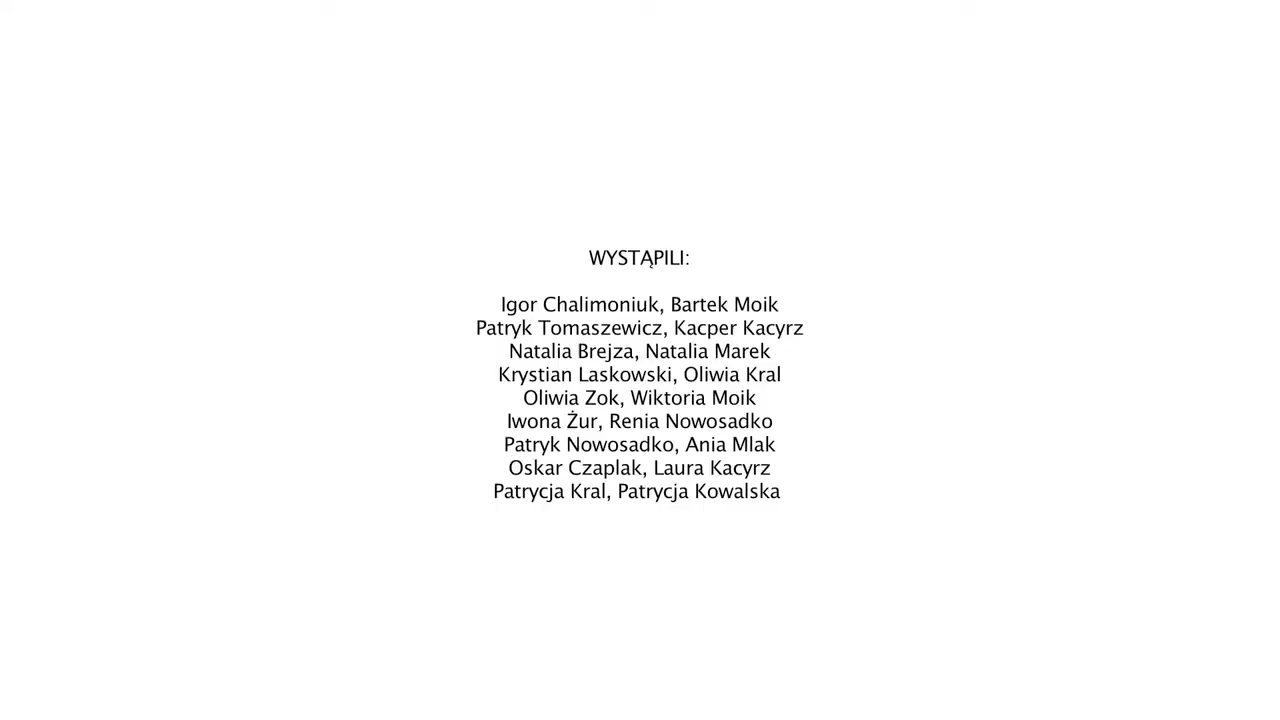 WYSTĄPILI:
Igor Chalimoniuk, Bartek Moik
Patryk Tomaszewicz, Kacper Kacyrz
Natalia Brejza, Natalia Marek
Krystian Laskowski, Oliwia Kral
Oliwia Zok, Wiktoria Moik
Iwona Żur, Renia Nowosadko
Patryk Nowosadko, Ania Mlak
Oskar Czaplak, Laura Kacyrz
Patrycja Kral, Patrycja Kowalska